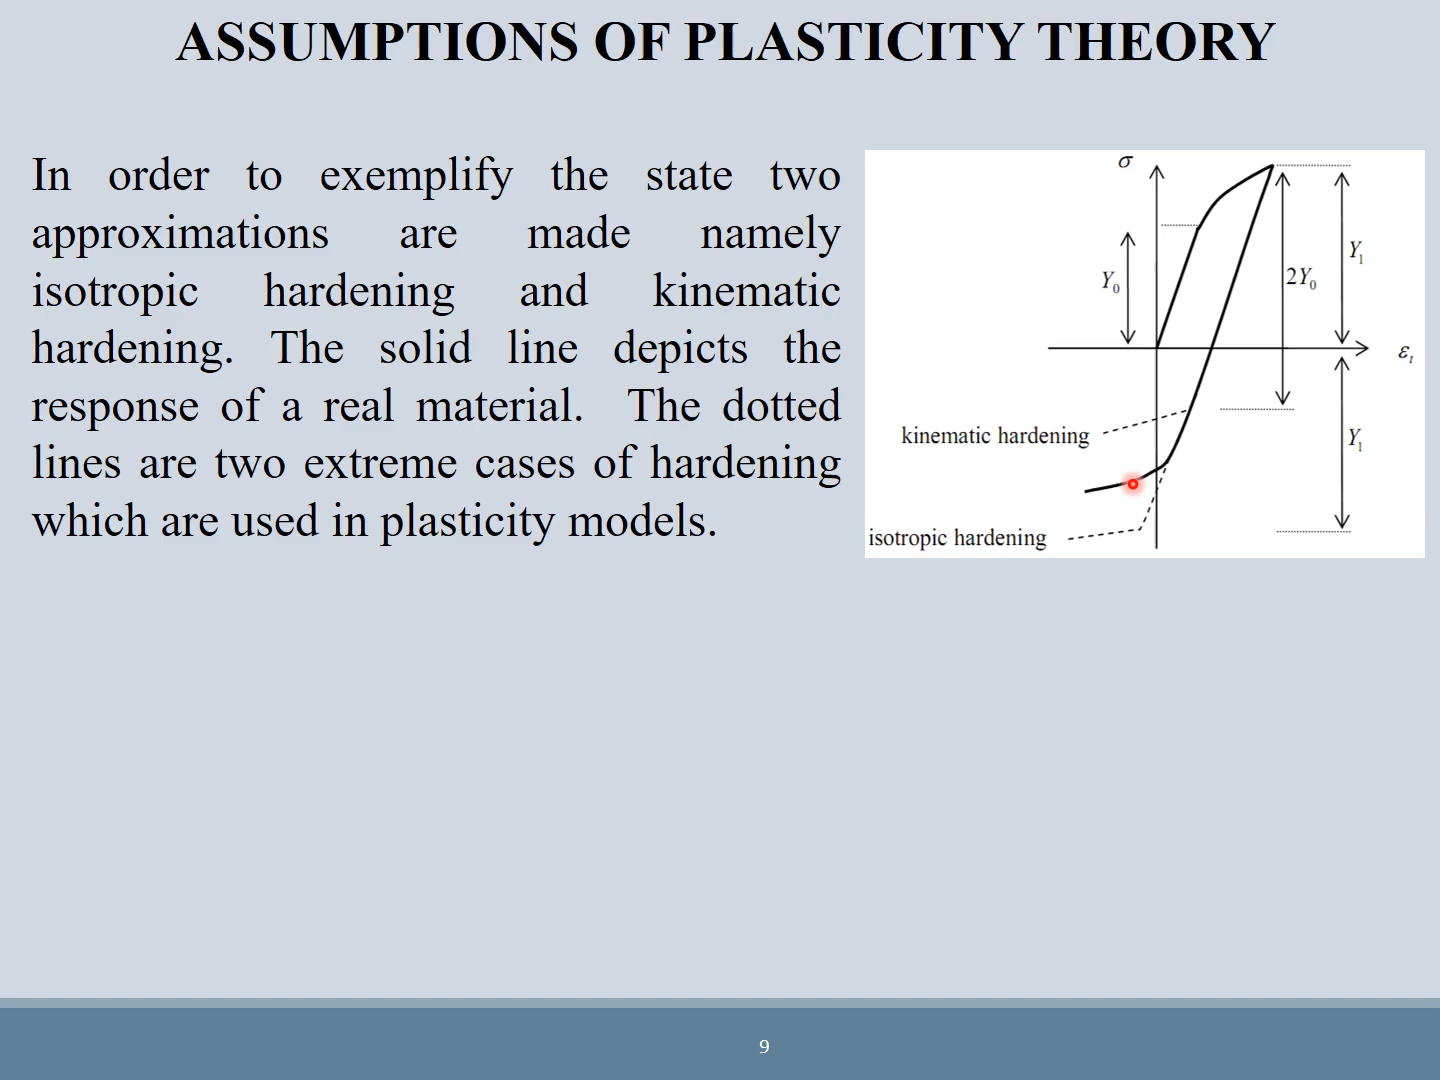 ASSUMPTIONS OF PLASTICITY THEORY
In order to exemplify the state two
approximations are made namely
isotropic hardening and kinematic
hardening. The solid line depicts the
response of a real material. The dotted
lines are two extreme cases of hardening
which are used in plasticity models.
σ
Y₀
2Y₀
Y₁
εₜ
kinematic hardening
Y₁
isotropic hardening
9